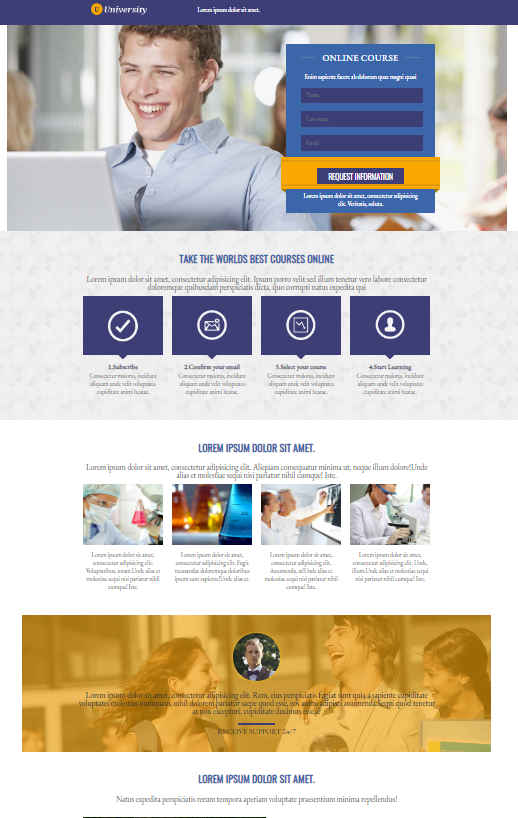 U University
Lorem ipsum dolor sit amet.
ONLINE COURSE
Enim sapiente facere ab dolorum quae magni quasi
Name
Last name
Email
REQUEST INFORMATION
Lorem ipsum dolor sit amet, consectetur adipisicing
elit. Veritatis, soluta.
TAKE THE WORLDS BEST COURSES ONLINE
Lorem ipsum dolor sit amet, consectetur adipisicing elit. Ipsum porro velit sed illum tenetur vero labore consectetur
doloremque quibusdam perspiciatis dicta, quo corrupti natus expedita qui
1.Subscribe
Consectetur maiores, incidunt
aliquam unde velit voluptates
cupiditate animi beatae.
2.Confirm your email
Consectetur maiores, incidunt
aliquam unde velit voluptates
cupiditate animi beatae.
3.Select your course
Consectetur maiores, incidunt
aliquam unde velit voluptates
cupiditate animi beatae.
4.Start Learning
Consectetur maiores, incidunt
aliquam unde velit voluptates
cupiditate animi beatae.
LOREM IPSUM DOLOR SIT AMET.
Lorem ipsum dolor sit amet, consectetur adipisicing elit. Aliquam consequatur minima ut, neque illum dolore!Unde
alias et molestiae sequi nisi pariatur nihil cumque! Iste.
Lorem ipsum dolor sit amet,
consectetur adipisicing elit.
Voluptatibus, totam.Unde alias et
molestiae sequi nisi pariatur nihil
cumque! Iste.
Lorem ipsum dolor sit amet,
consectetur adipisicing elit. Fugit
recusandae doloremque doloribus
ipsum sunt sapiente!Unde alias et.
Lorem ipsum dolor sit amet,
consectetur adipisicing elit.
Assumenda, at!Unde alias et
molestiae sequi nisi pariatur nihil
cumque! Iste.
Lorem ipsum dolor sit amet,
consectetur adipisicing elit. Unde,
illum.Unde alias et molestiae sequi
nisi pariatur nihil cumque! Iste.
Lorem ipsum dolor sit amet, consectetur adipisicing elit. Rem, eius perspiciatis fugiat sunt quia a sapiente cupiditate
voluptates molestias numquam, nihil dolorem pariatur saepe quod esse, eos animi adipisci assumenda.Sequi quod tenetur
at non excepturi, cupiditate ducimus eveniet?
RECEIVE SUPPORT 24/7
LOREM IPSUM DOLOR SIT AMET.
Natus expedita perspiciatis rerum tempora aperiam voluptate praesentium minima repellendus!